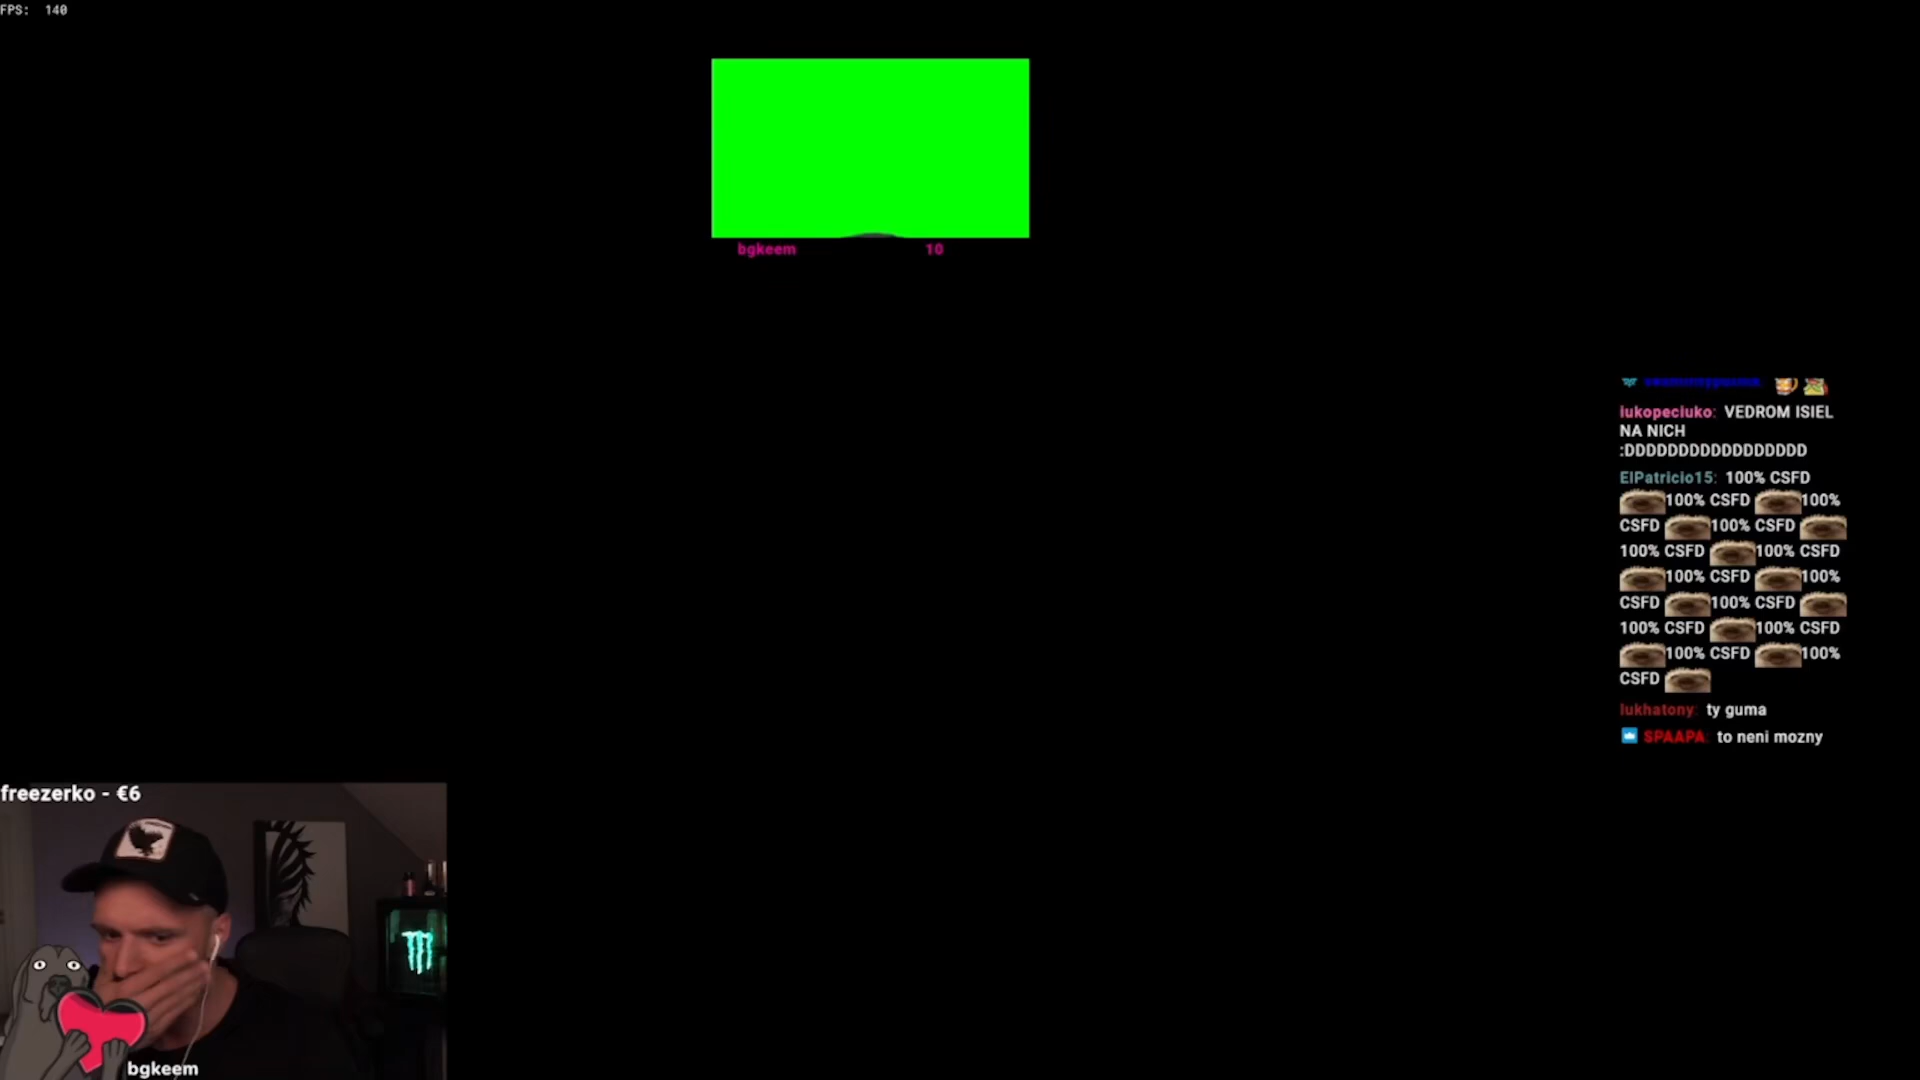 FPS: 140
bgkeem 10
iukopeciuko: VEDROM ISIEL
NA NICH
:DDDDDDDDDDDDDDDDD
ElPatricio15: 100% CSFD
100% CSFD 100%
CSFD 100% CSFD
100% CSFD 100% CSFD
100% CSFD 100%
CSFD 100% CSFD
100% CSFD 100% CSFD
100% CSFD 100%
CSFD
lukhatony: ty guma
SPAAPA: to neni mozny
freezerko - €6
bgkeem